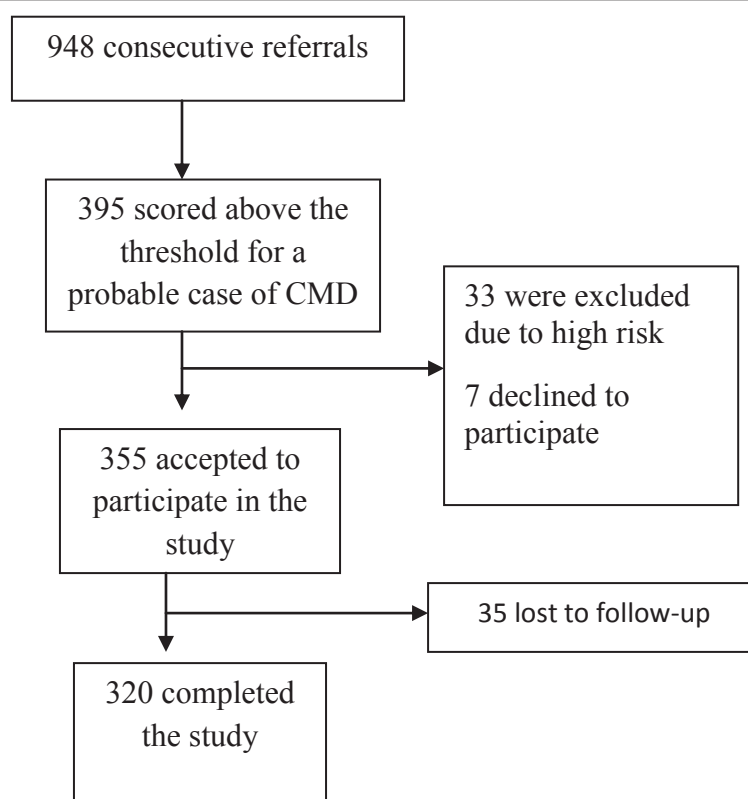 948 consecutive referrals
395 scored above the
threshold for a
probable case of CMD
33 were excluded
due to high risk
7 declined to
participate
355 accepted to
participate in the
study
35 lost to follow-up
320 completed
the study